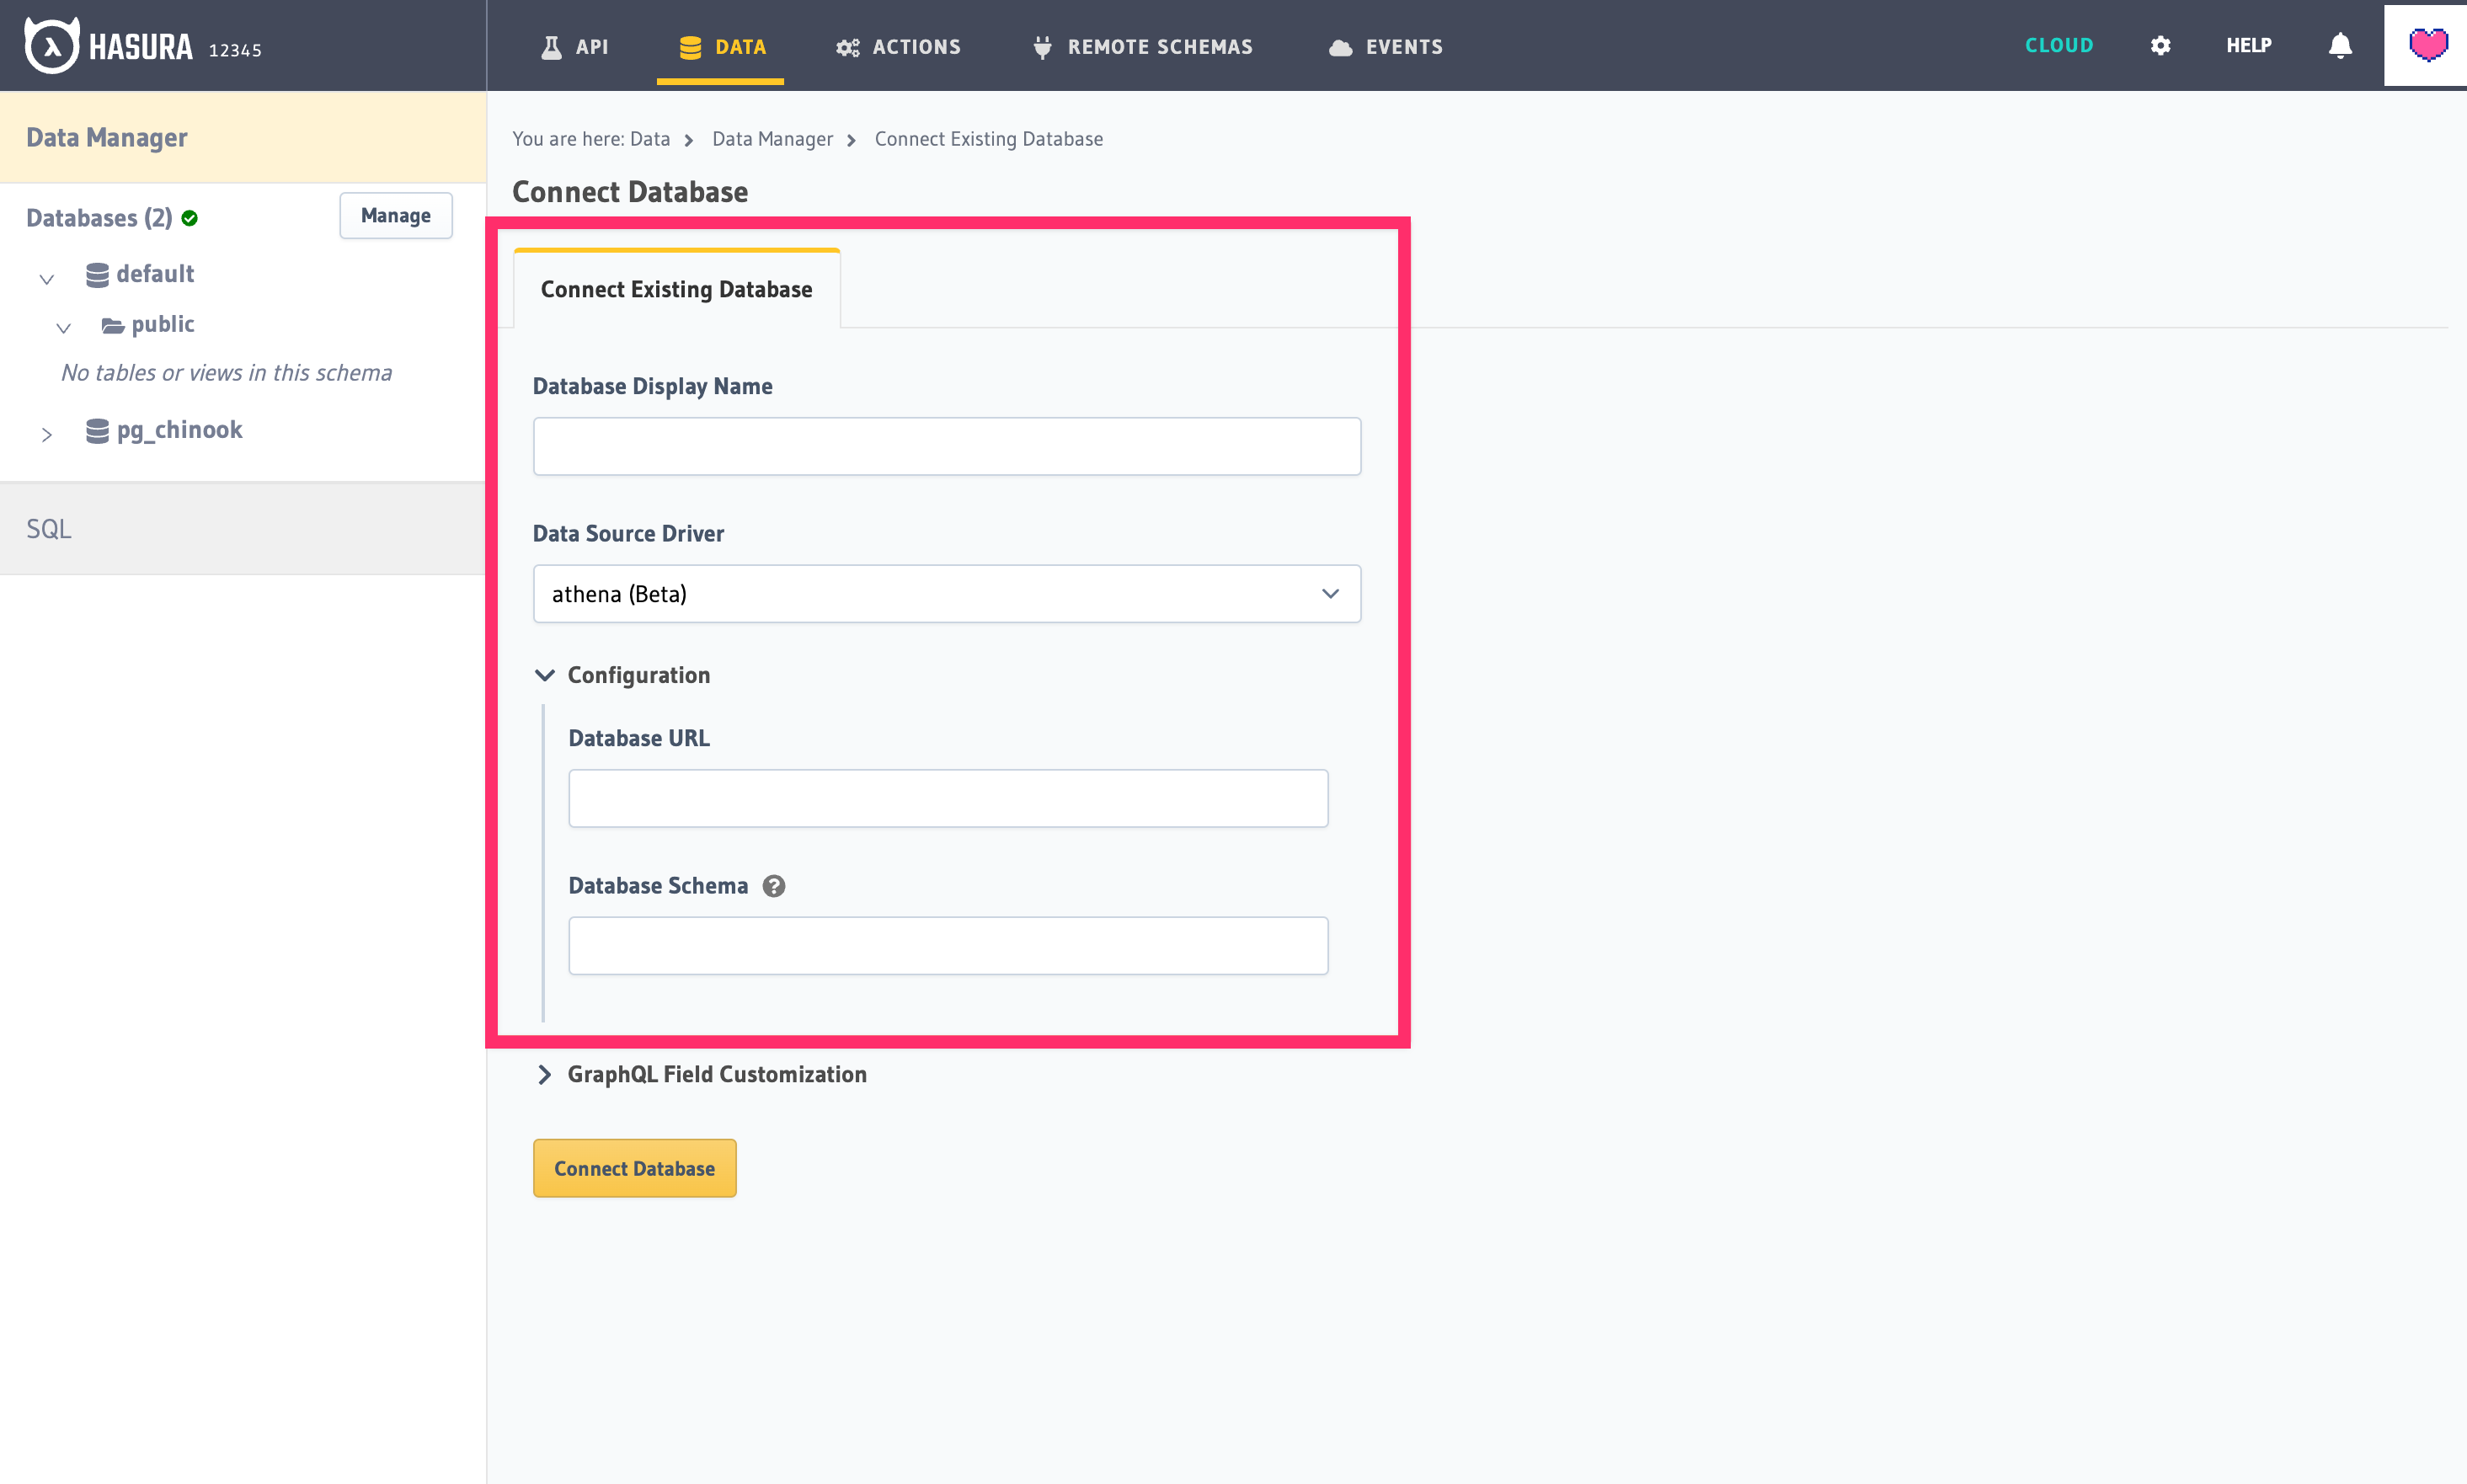 HASURA 12345
API
DATA
ACTIONS
REMOTE SCHEMAS
EVENTS
CLOUD
HELP
Data Manager
Databases (2)
Manage
default
public
No tables or views in this schema
pg_chinook
SQL
You are here: Data
Data Manager
Connect Existing Database
Connect Database
Connect Existing Database
Database Display Name
Data Source Driver
athena (Beta)
Configuration
Database URL
Database Schema
GraphQL Field Customization
Connect Database